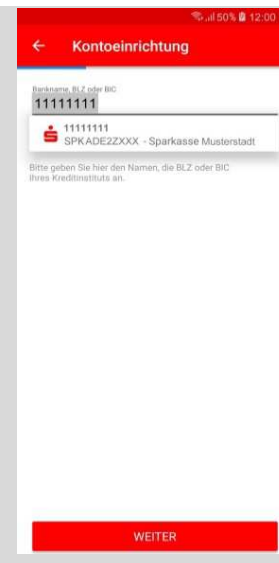 50% 12:00
Kontoeinrichtung
Bankname, BLZ oder BIC
11111111
11111111
SPKADE2ZXXX - Sparkasse Musterstadt
Bitte geben Sie hier den Namen, die BLZ oder BIC
Ihres Kreditinstituts an.
WEITER